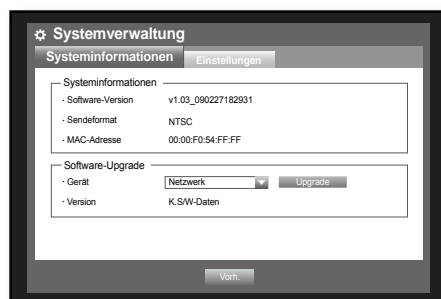 Systemverwaltung
Systeminformationen Einstellungen
Systeminformationen
· Software-Version v1.03_090227182931
· Sendeformat NTSC
· MAC-Adresse 00:00:F0:54:FF:FF
Software-Upgrade
· Gerät Netzwerk Upgrade
· Version K.S/W-Daten
Vorh.